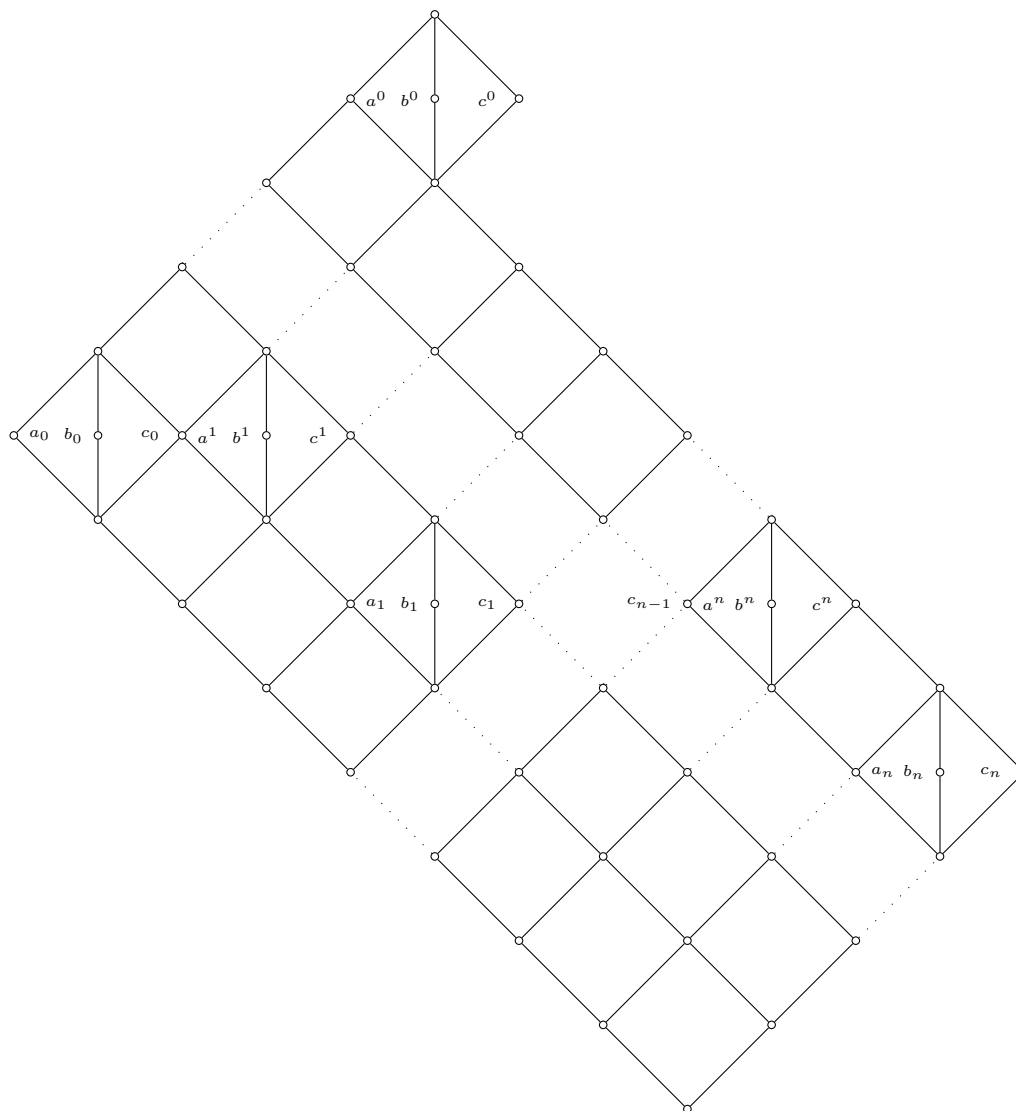 a^0 b^0 c^0
a_0 b_0 c_0 a^1 b^1 c^1
a_1 b_1 c_1 c_{n-1} a^n b^n c^n
a_n b_n c_n